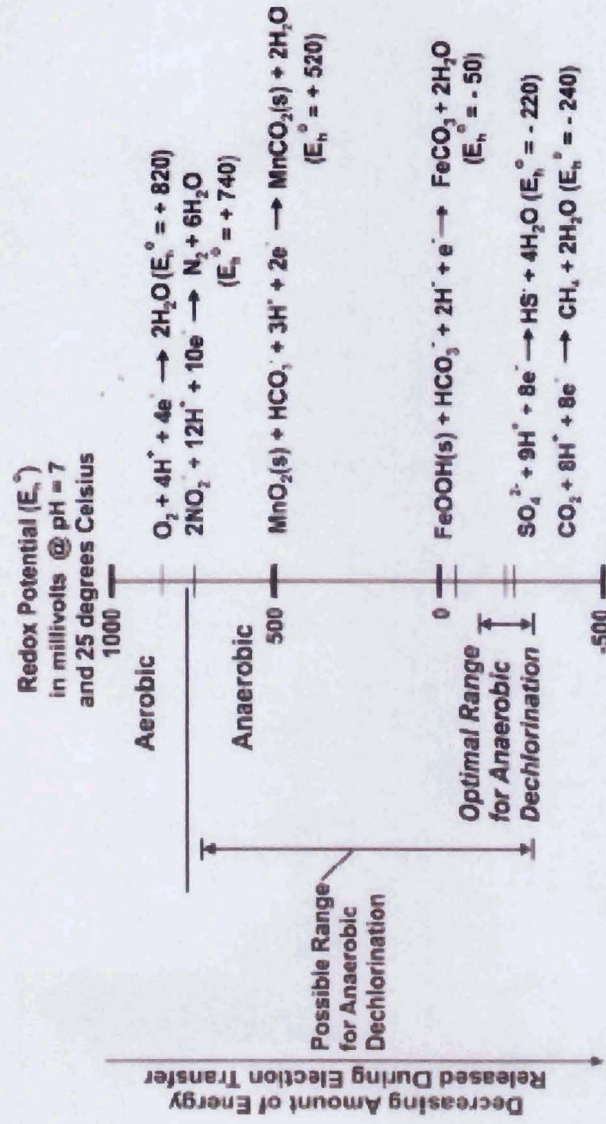 Redox Potential (Eₕ°)
in millivolts @ pH = 7
and 25 degrees Celsius
1000
Aerobic
O₂ + 4H⁺ + 4e⁻ → 2H₂O (Eₕ° = + 820)
2NO₂⁻ + 12H⁺ + 10e⁻ → N₂ + 6H₂O
(Eₕ° = + 740)
Anaerobic
500
MnO₂(s) + HCO₃⁻ + 3H⁺ + 2e⁻ → MnCO₂(s) + 2H₂O
(Eₕ° = + 520)
0
FeOOH(s) + HCO₃⁻ + 2H⁺ + e⁻ → FeCO₃ + 2H₂O
(Eₕ° = - 50)
SO₄²⁻ + 9H⁺ + 8e⁻ → HS⁻ + 4H₂O (Eₕ° = - 220)
CO₂ + 8H⁺ + 8e⁻ → CH₄ + 2H₂O (Eₕ° = - 240)
-500
Optimal Range
for Anaerobic
Dechlorination
Possible Range
for Anaerobic
Dechlorination
Decreasing Amount of Energy
Released During Election Transfer